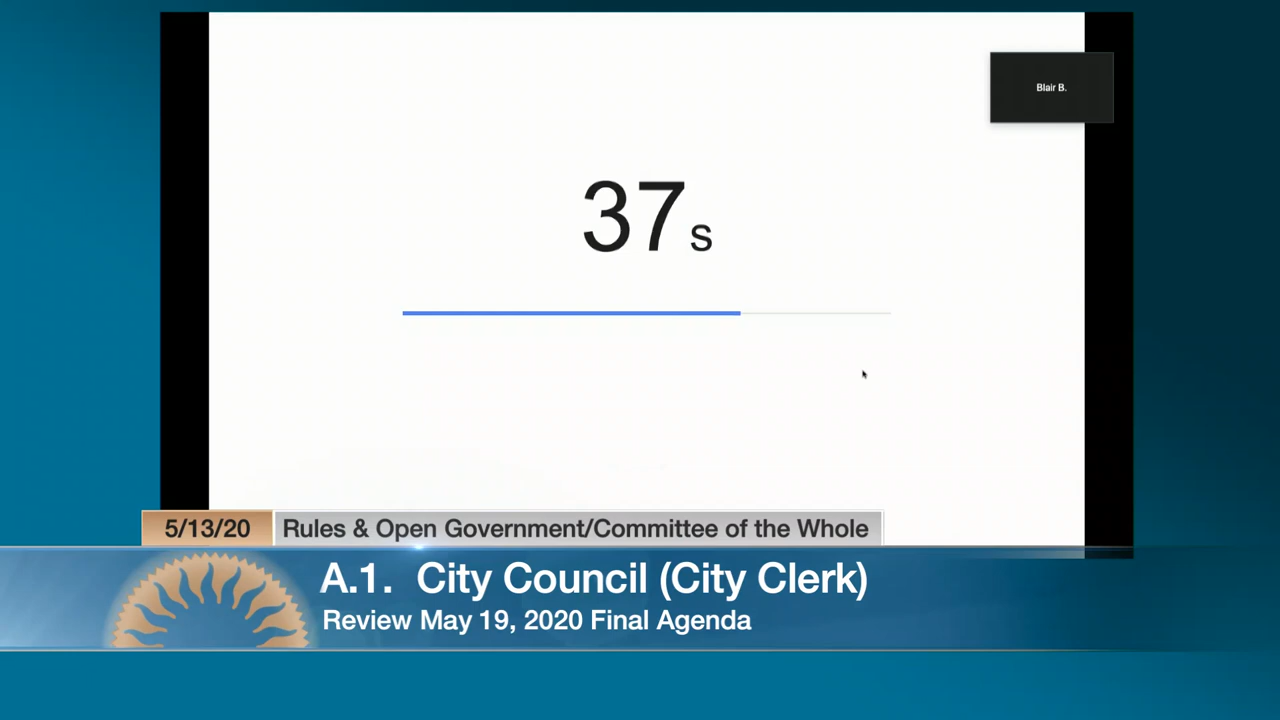 Blair B.
37s
5/13/20 Rules & Open Government/Committee of the Whole
A.1. City Council (City Clerk)
Review May 19, 2020 Final Agenda